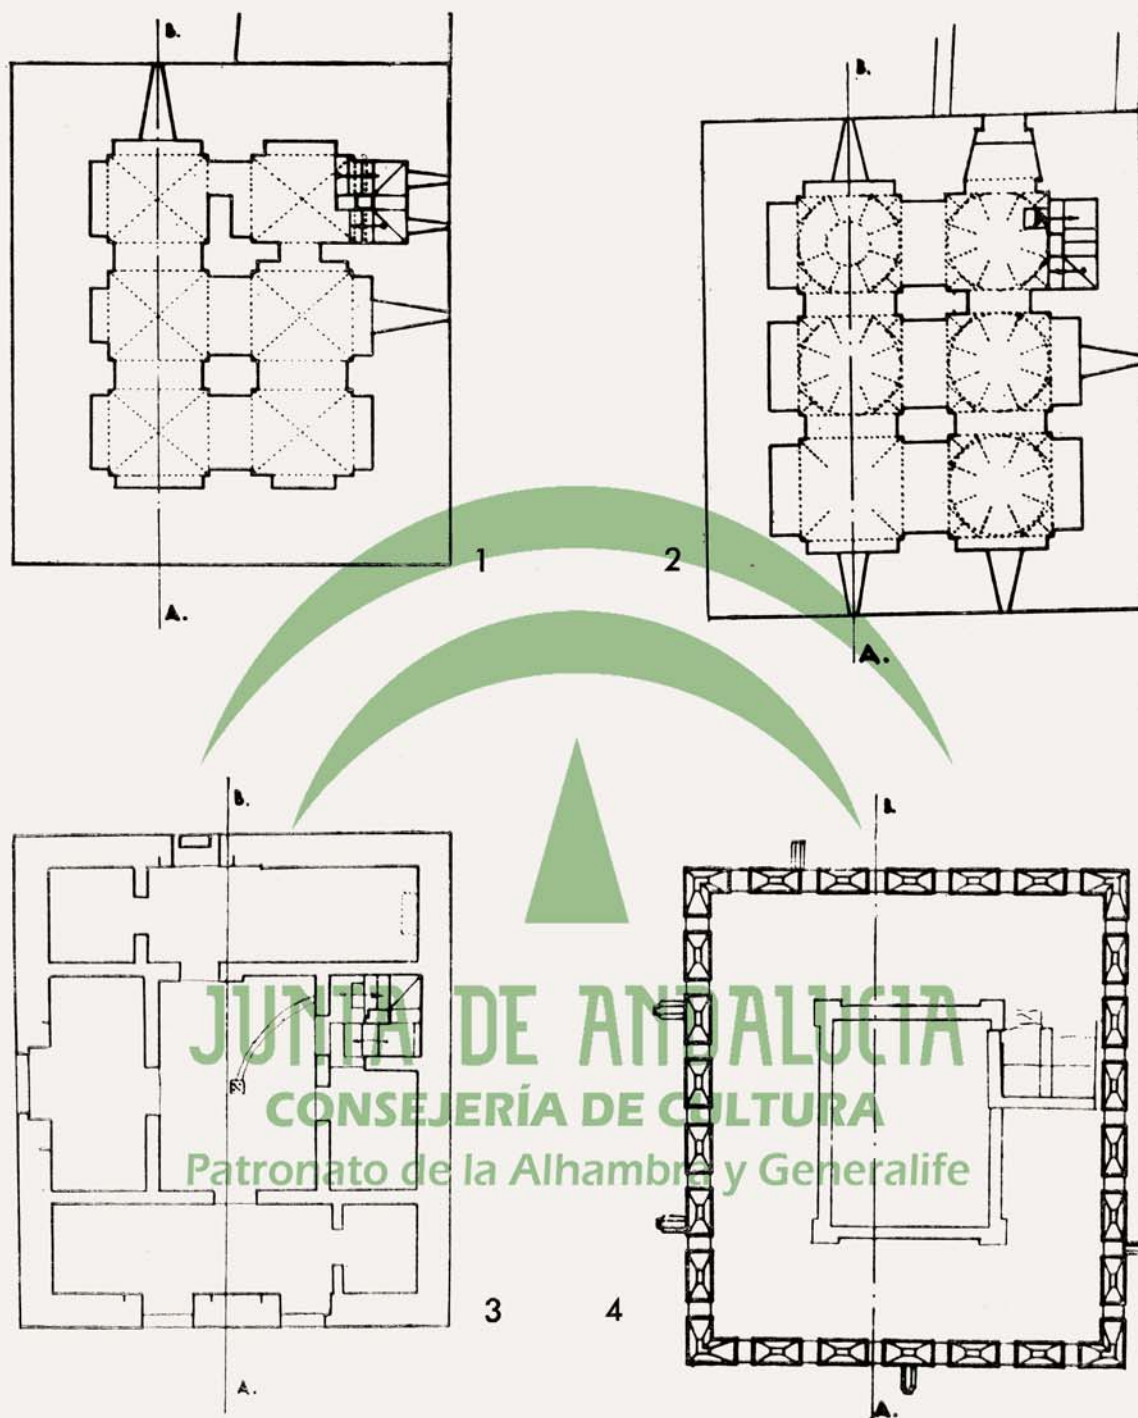 B.
B.
1
2
A.
A.
B.
B.
JUNTA DE ANDALUCIA
CONSEJERÍA DE CULTURA
Patronato de la Alhambra y Generalife
3
4
A.
A.